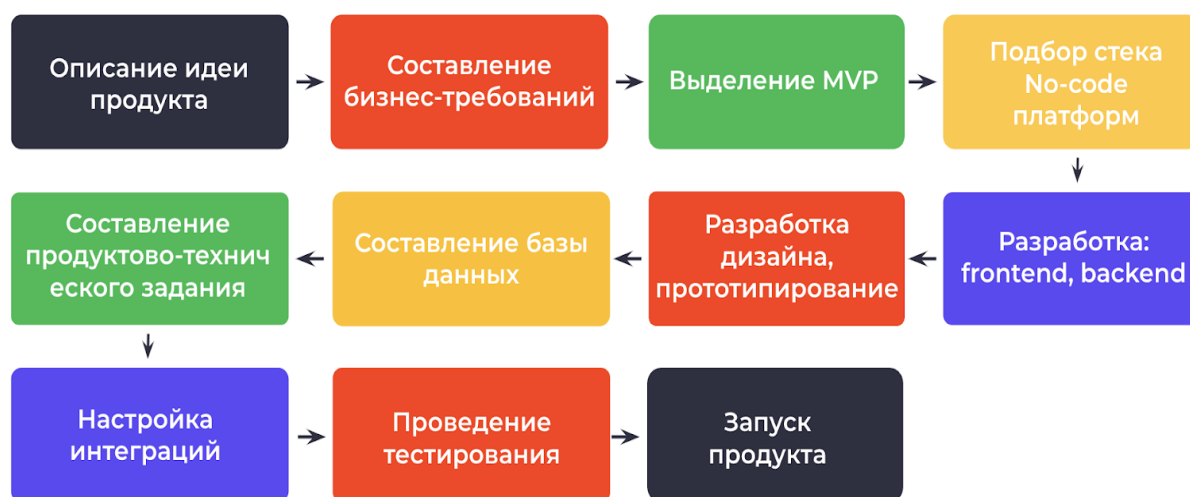 Описание идеи
продукта
Составление
бизнес-требований
Выделение MVP
Подбор стека
No-code
платформ
Разработка:
frontend, backend
Разработка
дизайна,
прототипирование
Составление базы
данных
Составление
продуктово-технич
еского задания
Настройка
интеграций
Проведение
тестирования
Запуск
продукта